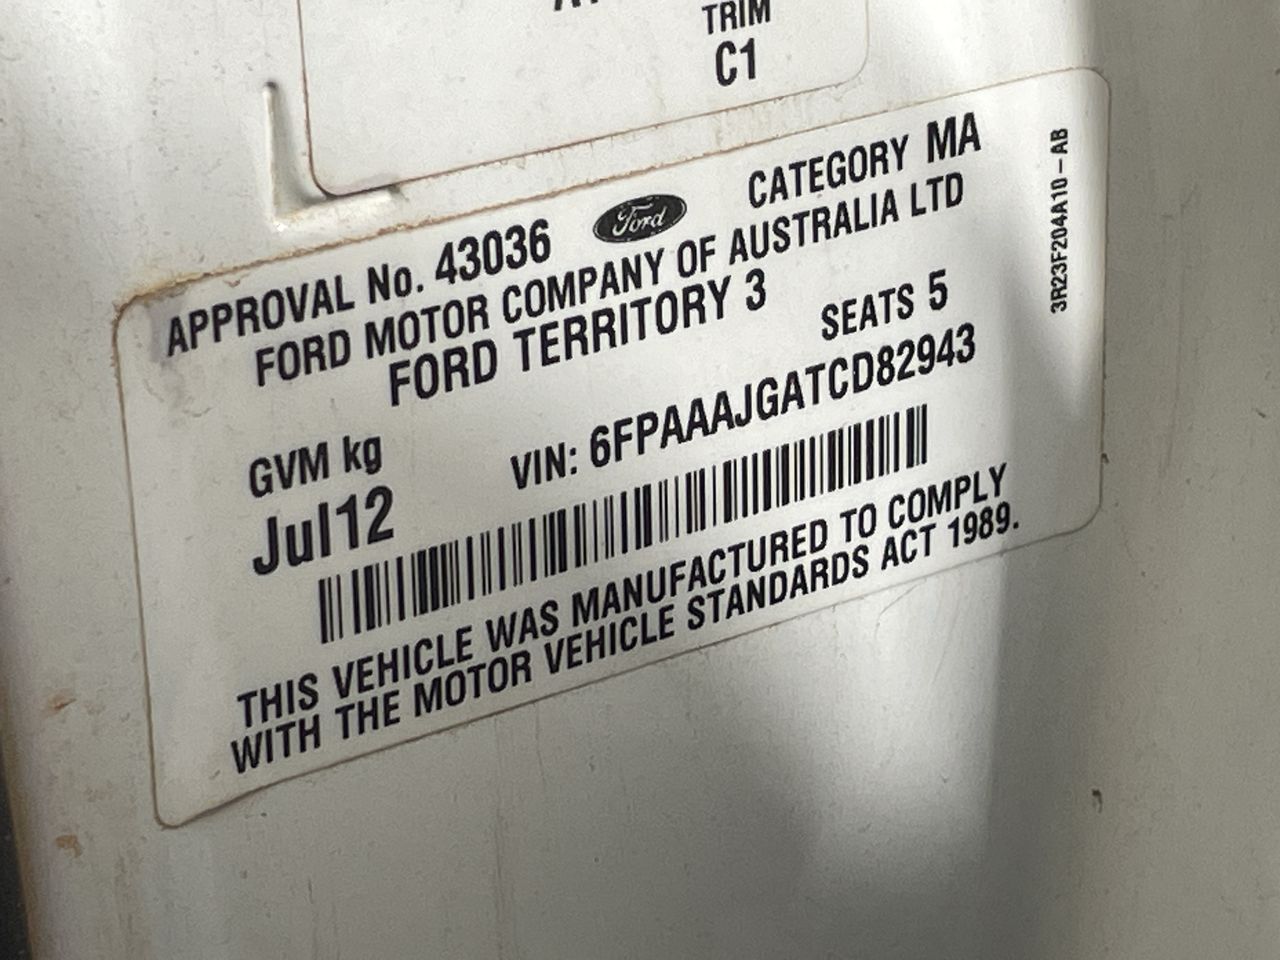 TRIM
C1
APPROVAL No. 43036 Ford CATEGORY MA
FORD MOTOR COMPANY OF AUSTRALIA LTD
FORD TERRITORY 3
SEATS 5
GVM kg
VIN: 6FPAAAJGATCD82943
Jul12
THIS VEHICLE WAS MANUFACTURED TO COMPLY
WITH THE MOTOR VEHICLE STANDARDS ACT 1989.
3R23F204A10-AB